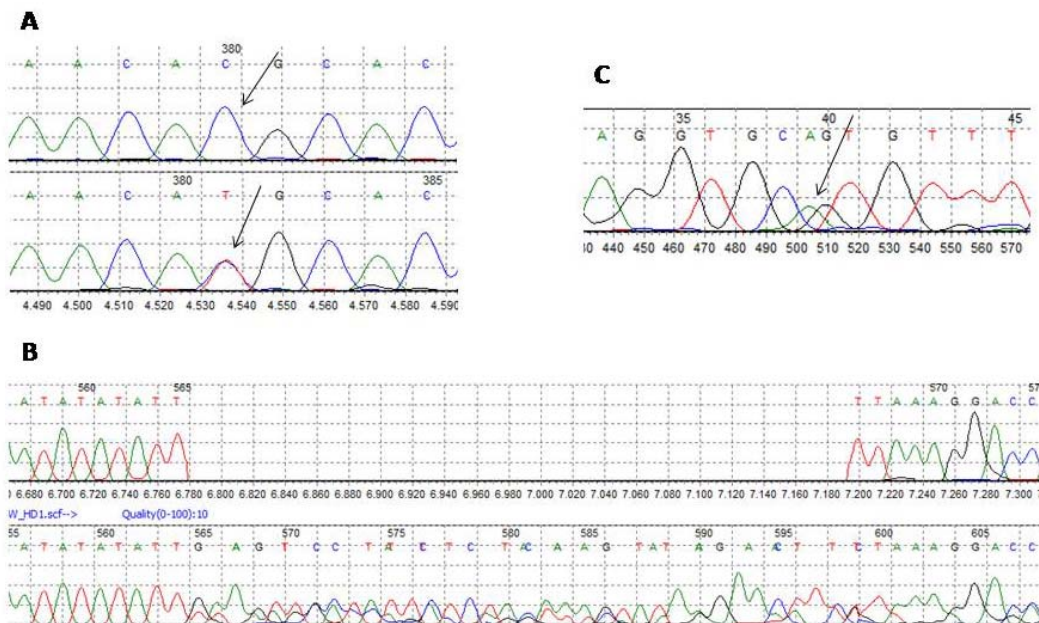 A
380
A A C A C G C A C
380 385
A A C A T G C A C
4.490 4.500 4.510 4.520 4.530 4.540 4.550 4.560 4.570 4.580 4.590
C
35 40 45
A G G T G C A G T G T T T
440 450 460 470 480 490 500 510 520 530 540 550 560 570
B
560 565 570
A T A T A T A T T T T A A A G G A C C
6.680 6.700 6.720 6.740 6.760 6.780 6.800 6.820 6.840 6.860 6.880 6.900 6.920 6.940 6.960 6.980 7.000 7.020 7.040 7.060 7.080 7.100 7.120 7.140 7.160 7.180 7.200 7.220 7.240 7.260 7.280 7.300
W_HD1.scf--> Quality(0-100):10
55 560 565 570 575 580 585 590 595 600 605
A T A T A T A T T G A G T C C T A C T C T A C A A G T A T A G A C T T C T A A A G G A C C